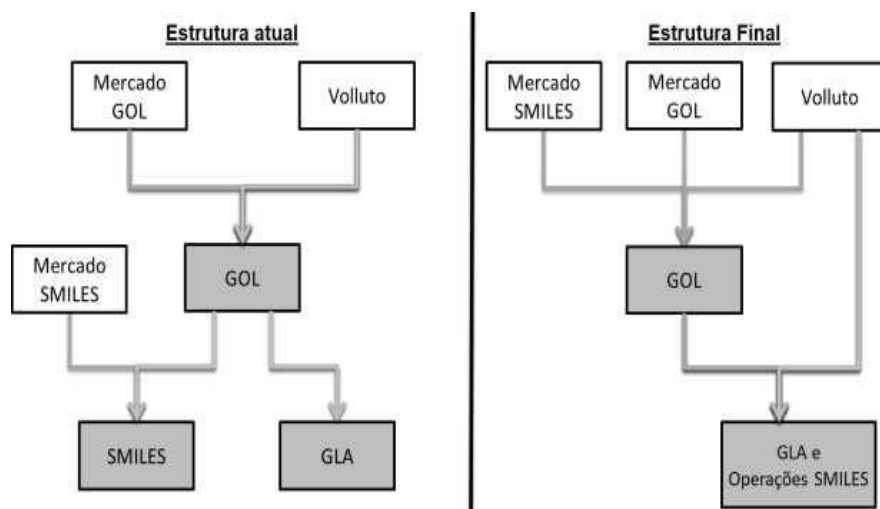 Estrutura atual
Mercado
GOL
Volluto
GOL
Mercado
SMILES
SMILES
GLA
Estrutura Final
Mercado
SMILES
Mercado
GOL
Volluto
GOL
GLA e
Operações SMILES